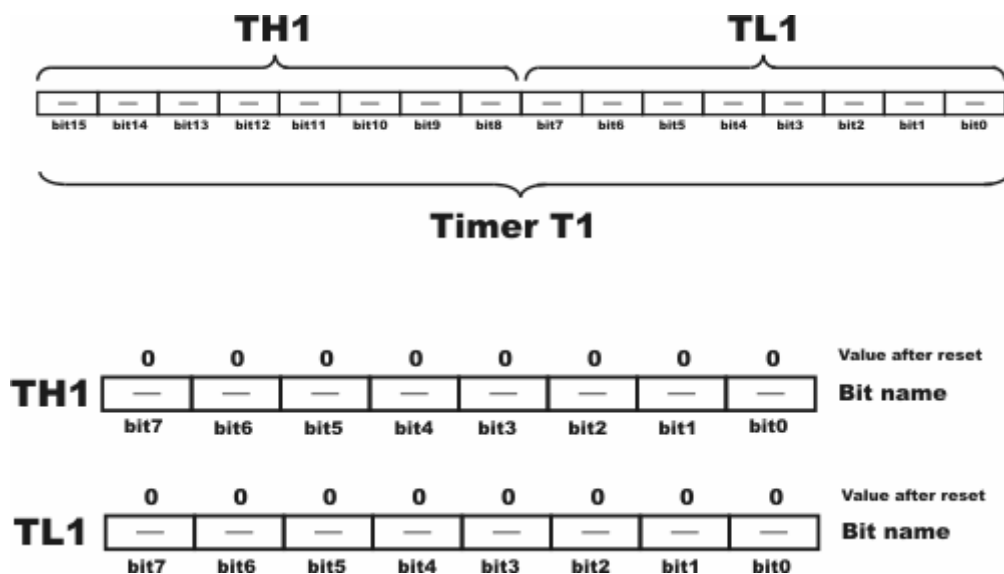 TH1 TL1
— — — — — — — — — — — — — — — —
bit15 bit14 bit13 bit12 bit11 bit10 bit9 bit8 bit7 bit6 bit5 bit4 bit3 bit2 bit1 bit0
Timer T1
0 0 0 0 0 0 0 0 Value after reset
TH1 — — — — — — — — Bit name
bit7 bit6 bit5 bit4 bit3 bit2 bit1 bit0
0 0 0 0 0 0 0 0 Value after reset
TL1 — — — — — — — — Bit name
bit7 bit6 bit5 bit4 bit3 bit2 bit1 bit0